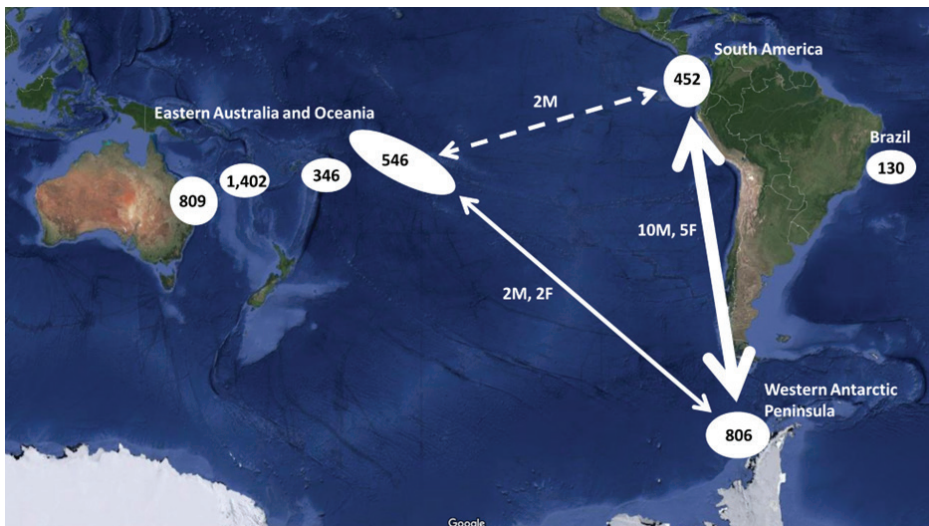 South America
452
2M
Eastern Australia and Oceania
Brazil
546
130
1,402
346
809
10M, 5F
2M, 2F
Western Antarctic
Peninsula
806
Google